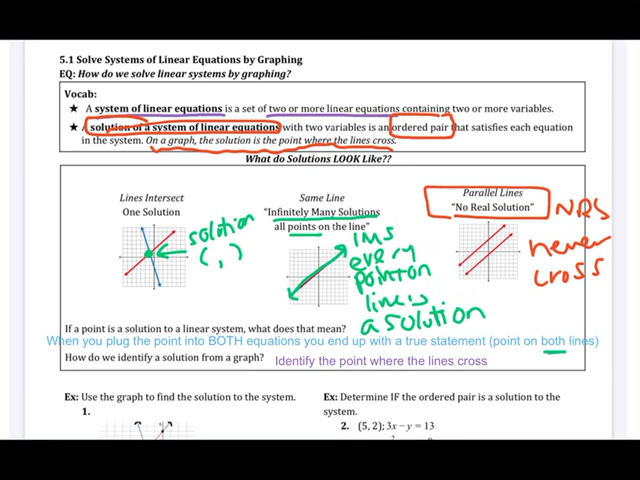 5.1 Solve Systems of Linear Equations by Graphing
EQ: How do we solve linear systems by graphing?
Vocab:
★ A system of linear equations is a set of two or more linear equations containing two or more variables.
★ A solution of a system of linear equations with two variables is an ordered pair that satisfies each equation
in the system. On a graph, the solution is the point where the lines cross.
What do Solutions LOOK Like??
Lines Intersect
One Solution
solution
( , )
Same Line
"Infinitely Many Solutions
all points on the line"
IMS
every
point on
line is
a solution
Parallel Lines
"No Real Solution"
NRS
never
cross
If a point is a solution to a linear system, what does that mean?
When you plug the point into BOTH equations you end up with a true statement (point on both lines)
How do we identify a solution from a graph?
Identify the point where the lines cross
Ex: Use the graph to find the solution to the system.
1.
Ex: Determine IF the ordered pair is a solution to the
system.
2. (5, 2); 3x − y = 13